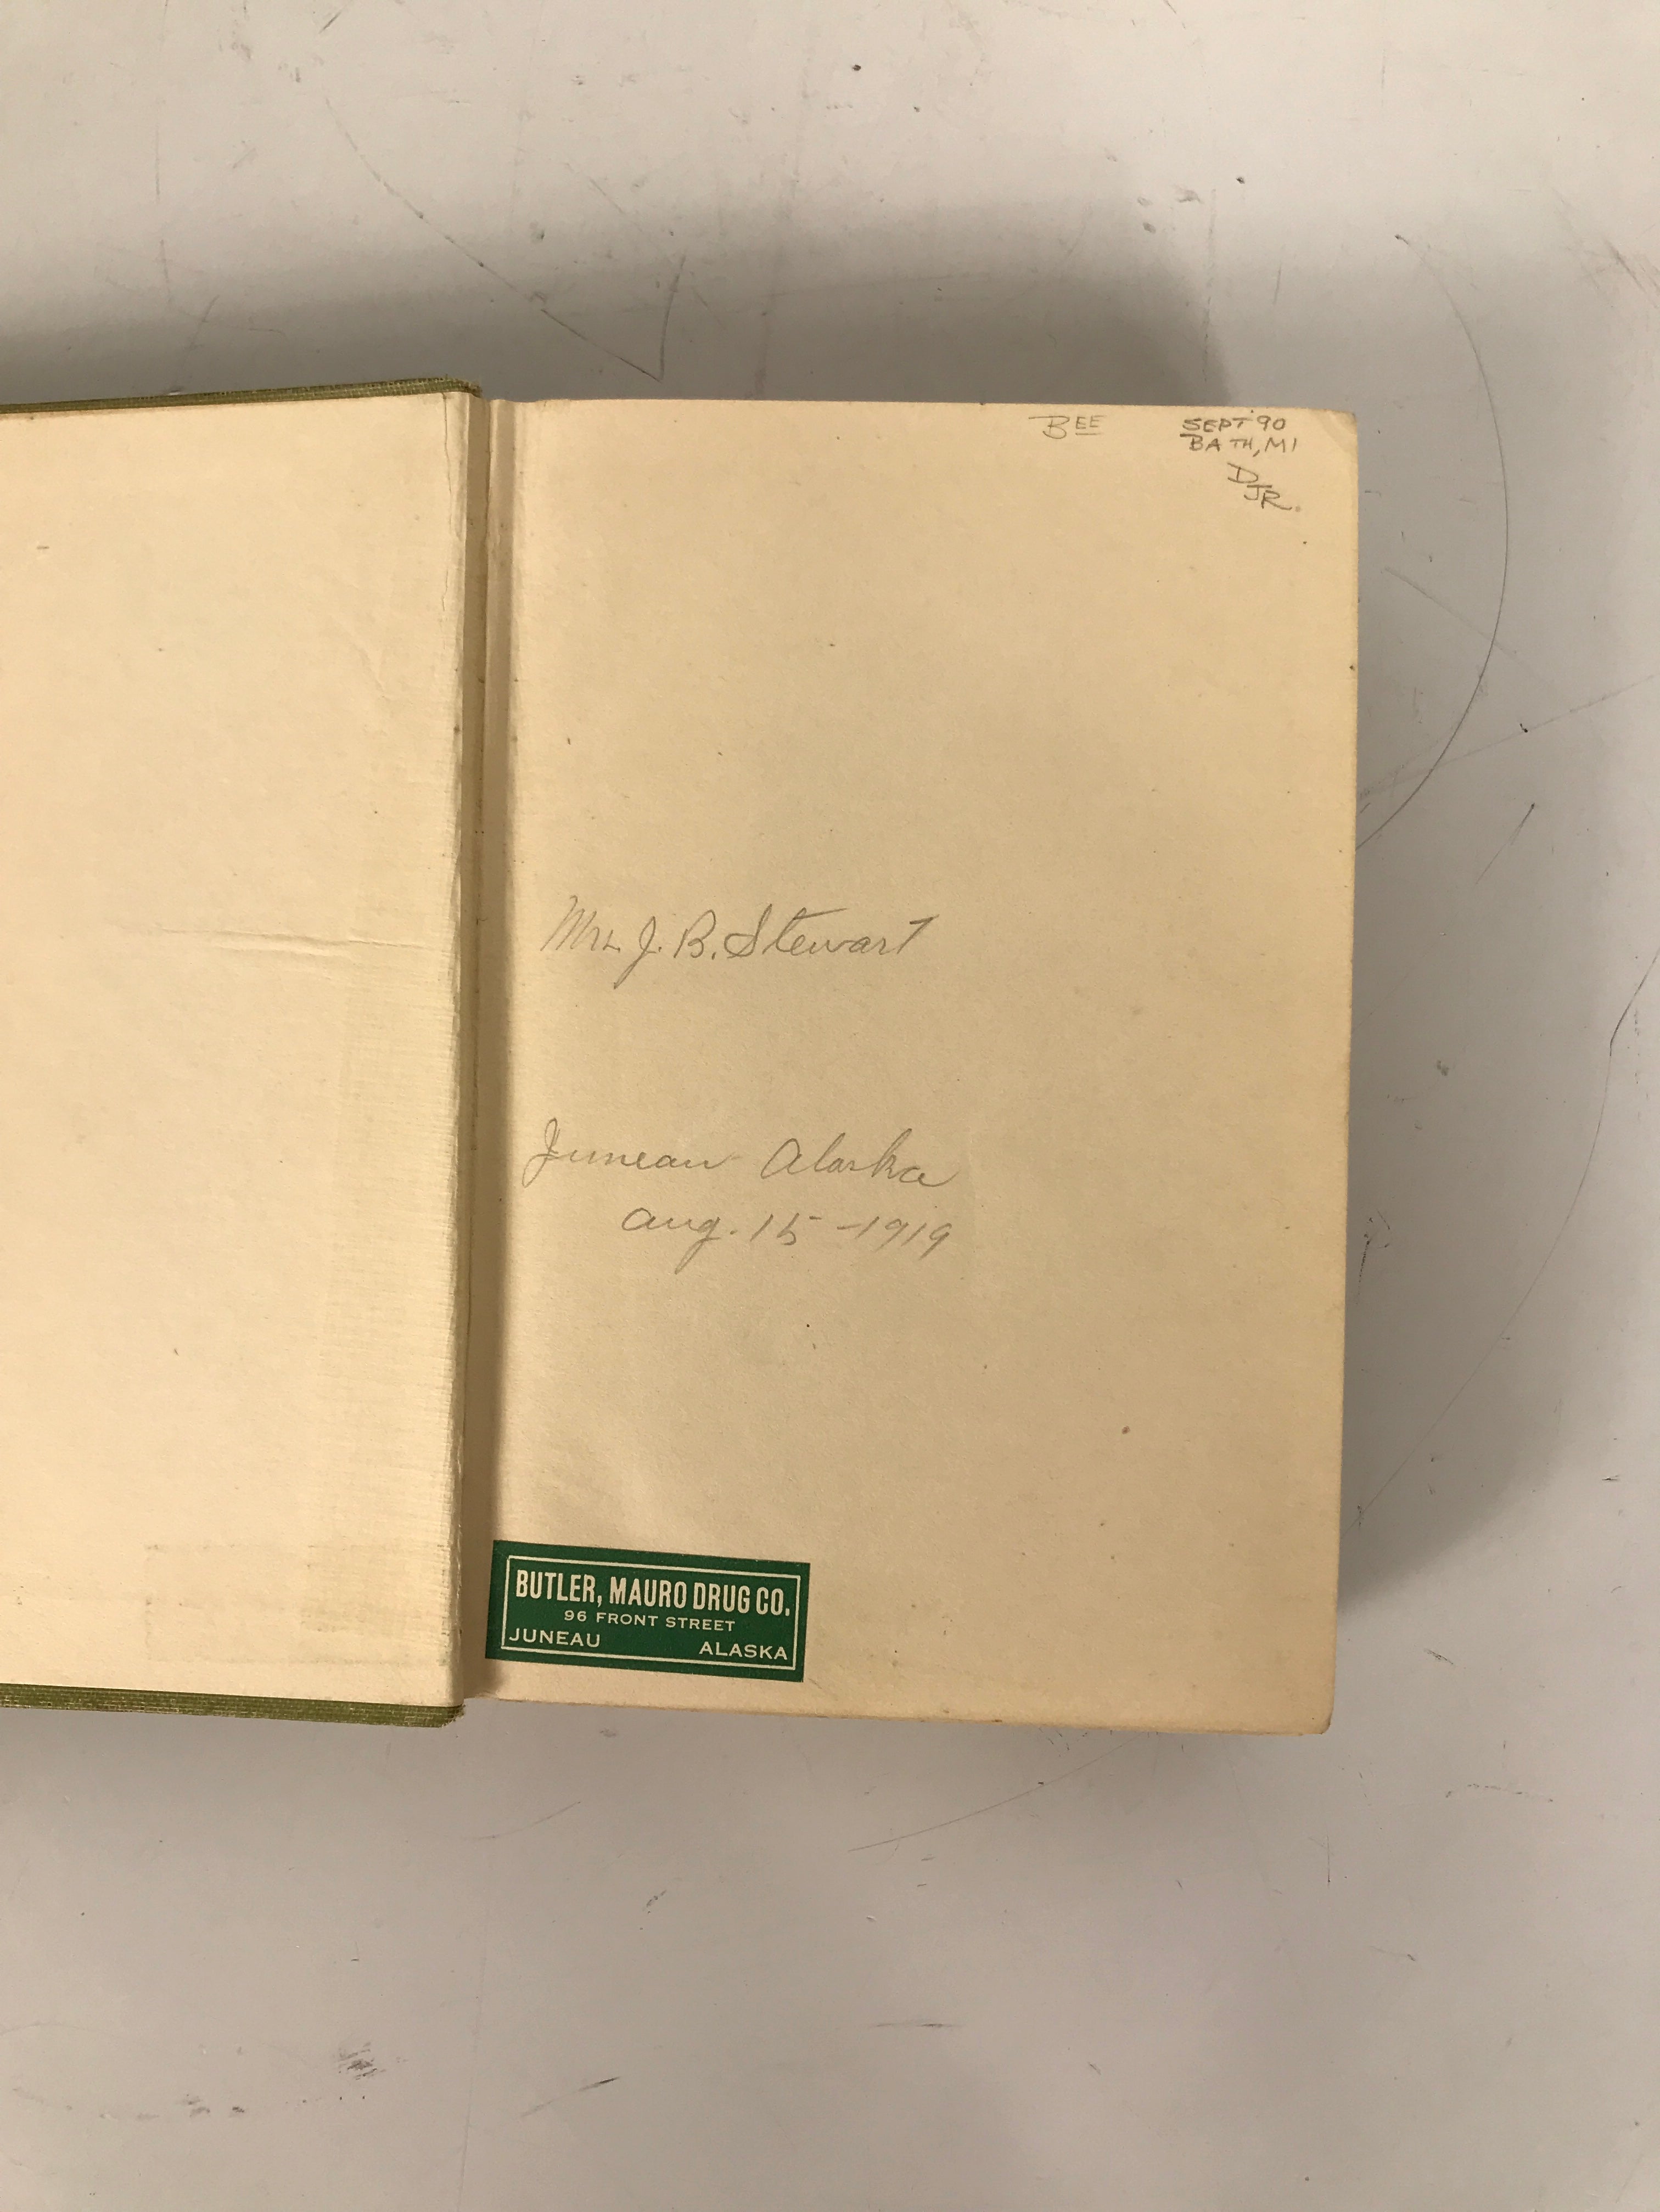 BEE
SEPT '90
BATH, MI
DJR.
Mrs. J. B. Stewart
Juneau Alaska
Aug. 15 - 1919
BUTLER, MAURO DRUG CO.
96 FRONT STREET
JUNEAU ALASKA